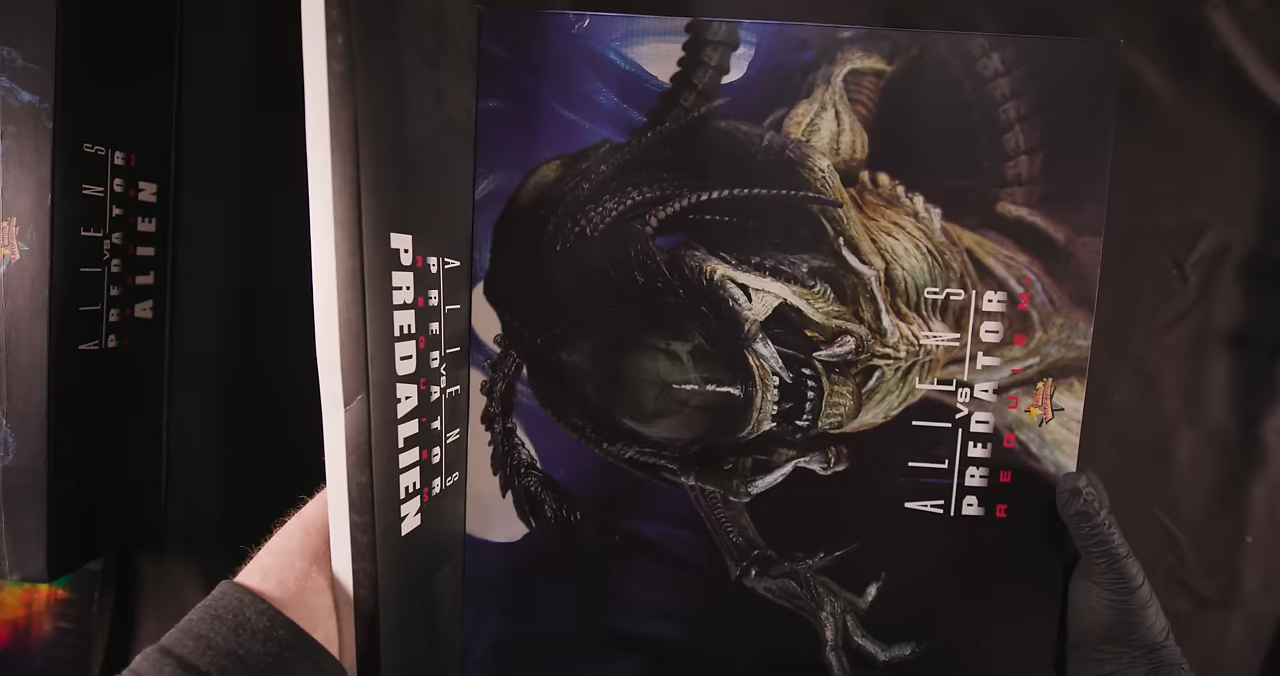 ALIENS
VS
PREDATOR
ALIEN
ALIENS
VS
PREDATOR
REQUIEM
PREDALIEN
ALIENS
VS
PREDATOR
REQUIEM